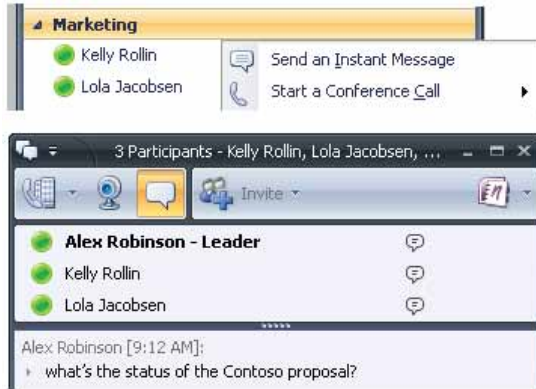 Marketing
Kelly Rollin
Lola Jacobsen
Send an Instant Message
Start a Conference Call
3 Participants - Kelly Rollin, Lola Jacobsen, ...
Invite
Alex Robinson - Leader
Kelly Rollin
Lola Jacobsen
Alex Robinson [9:12 AM]:
what's the status of the Contoso proposal?